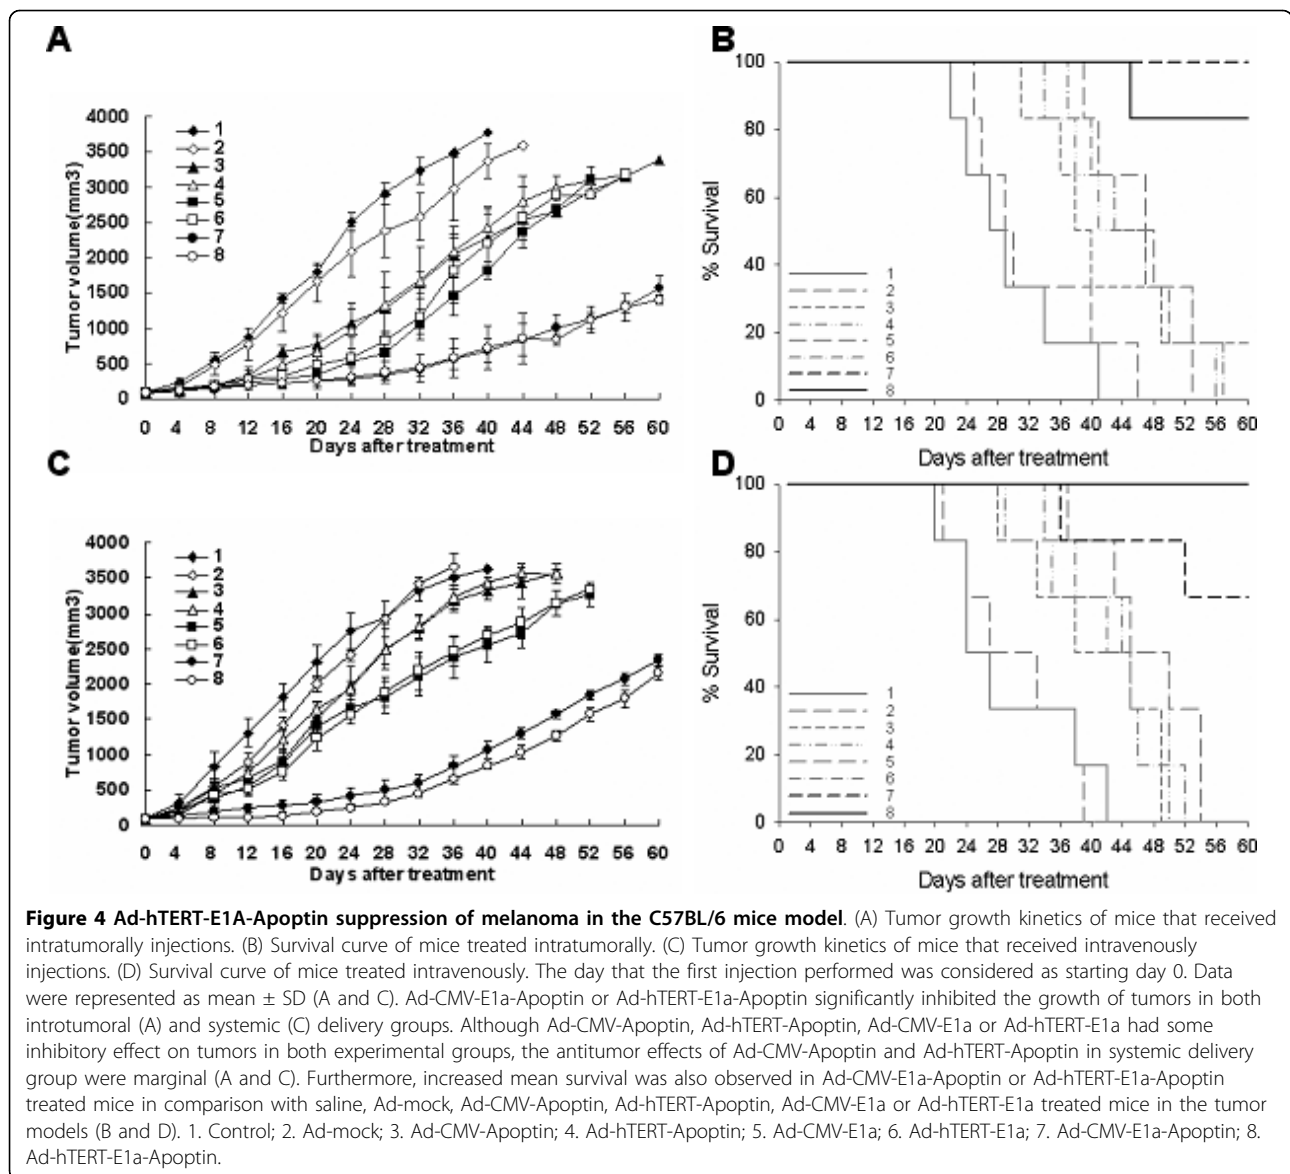 A
4000
3500
3000
2500
2000
1500
1000
500
0
Tumor volume(mm3)
1
2
3
4
5
6
7
8
0 4 8 12 16 20 24 28 32 36 40 44 48 52 56 60
Days after treatment
B
100
80
60
40
20
0
% Survival
1
2
3
4
5
6
7
8
0 4 8 12 16 20 24 28 32 36 40 44 48 52 56 60
Days after treatment
C
4000
3500
3000
2500
2000
1500
1000
500
0
Tumor volume(mm3)
1
2
3
4
5
6
7
8
0 4 8 12 16 20 24 28 32 36 40 44 48 52 56 60
Days after treatment
D
100
80
60
40
20
0
% Survival
1
2
3
4
5
6
7
8
0 4 8 12 16 20 24 28 32 36 40 44 48 52 56 60
Days after treatment
Figure 4 Ad-hTERT-E1A-Apoptin suppression of melanoma in the C57BL/6 mice model. (A) Tumor growth kinetics of mice that received
intratumorally injections. (B) Survival curve of mice treated intratumorally. (C) Tumor growth kinetics of mice that received intravenously
injections. (D) Survival curve of mice treated intravenously. The day that the first injection performed was considered as starting day 0. Data
were represented as mean ± SD (A and C). Ad-CMV-E1a-Apoptin or Ad-hTERT-E1a-Apoptin significantly inhibited the growth of tumors in both
introtumoral (A) and systemic (C) delivery groups. Although Ad-CMV-Apoptin, Ad-hTERT-Apoptin, Ad-CMV-E1a or Ad-hTERT-E1a had some
inhibitory effect on tumors in both experimental groups, the antitumor effects of Ad-CMV-Apoptin and Ad-hTERT-Apoptin in systemic delivery
group were marginal (A and C). Furthermore, increased mean survival was also observed in Ad-CMV-E1a-Apoptin or Ad-hTERT-E1a-Apoptin
treated mice in comparison with saline, Ad-mock, Ad-CMV-Apoptin, Ad-hTERT-Apoptin, Ad-CMV-E1a or Ad-hTERT-E1a treated mice in the tumor
models (B and D). 1. Control; 2. Ad-mock; 3. Ad-CMV-Apoptin; 4. Ad-hTERT-Apoptin; 5. Ad-CMV-E1a; 6. Ad-hTERT-E1a; 7. Ad-CMV-E1a-Apoptin; 8.
Ad-hTERT-E1a-Apoptin.